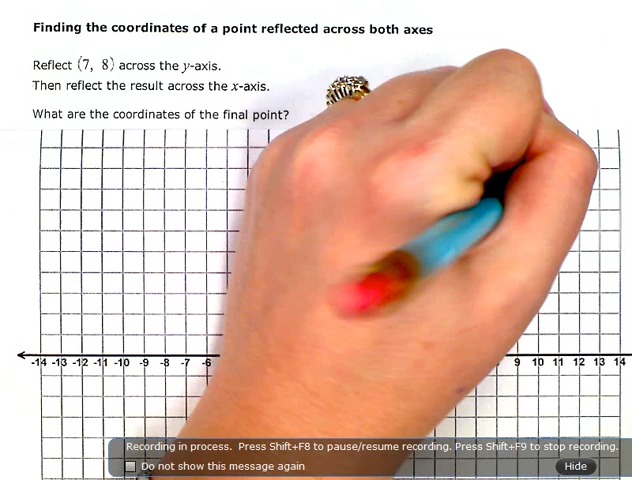 Finding the coordinates of a point reflected across both axes
Reflect (7, 8) across the y-axis.
Then reflect the result across the x-axis.
What are the coordinates of the final point?
-14 -13 -12 -11 -10 -9 -8 -7 -6 9 10 11 12 13 14
Recording in process. Press Shift+F8 to pause/resume recording. Press Shift+F9 to stop recording.
Do not show this message again Hide